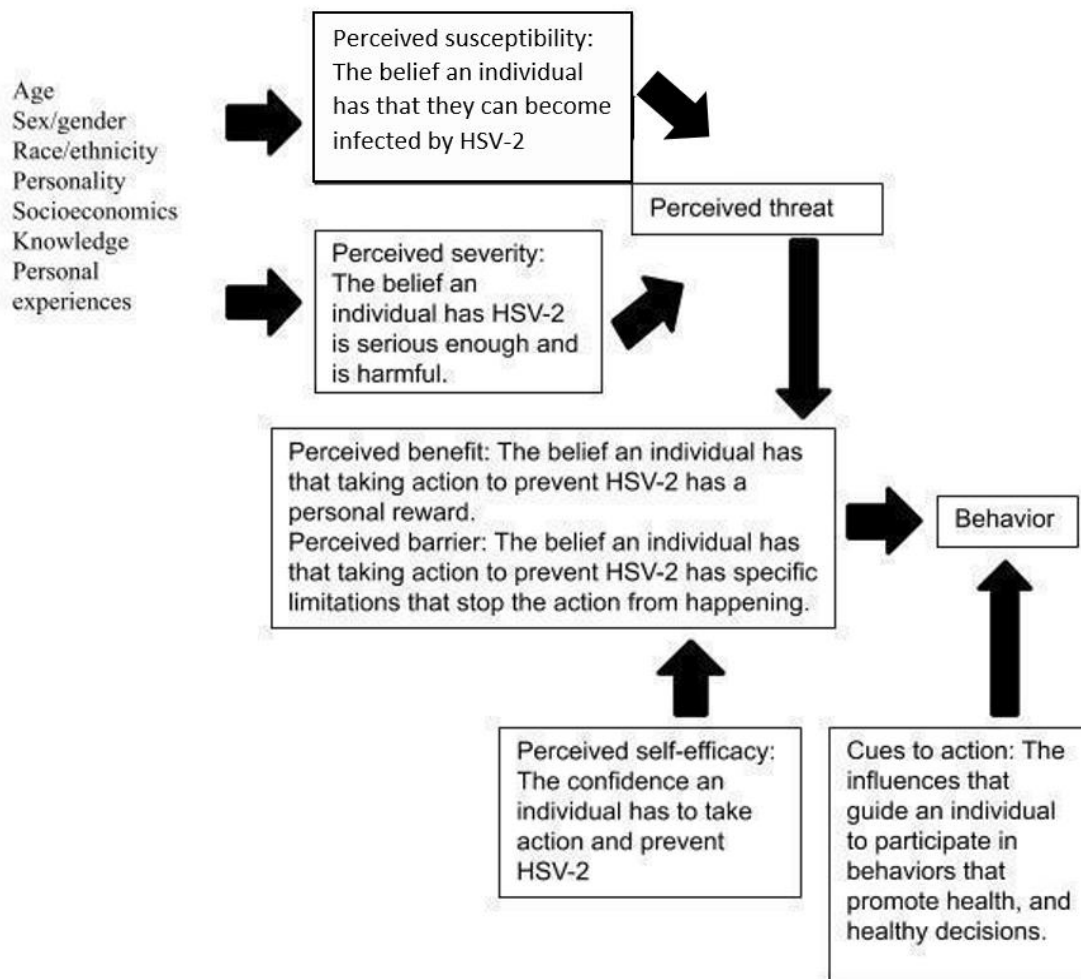 Age
Sex/gender
Race/ethnicity
Personality
Socioeconomics
Knowledge
Personal
experiences
Perceived susceptibility:
The belief an individual
has that they can become
infected by HSV-2
Perceived severity:
The belief an
individual has HSV-2
is serious enough and
is harmful.
Perceived threat
Perceived benefit: The belief an individual has
that taking action to prevent HSV-2 has a
personal reward.
Perceived barrier: The belief an individual has
that taking action to prevent HSV-2 has specific
limitations that stop the action from happening.
Behavior
Perceived self-efficacy:
The confidence an
individual has to take
action and prevent
HSV-2
Cues to action: The
influences that
guide an individual
to participate in
behaviors that
promote health, and
healthy decisions.